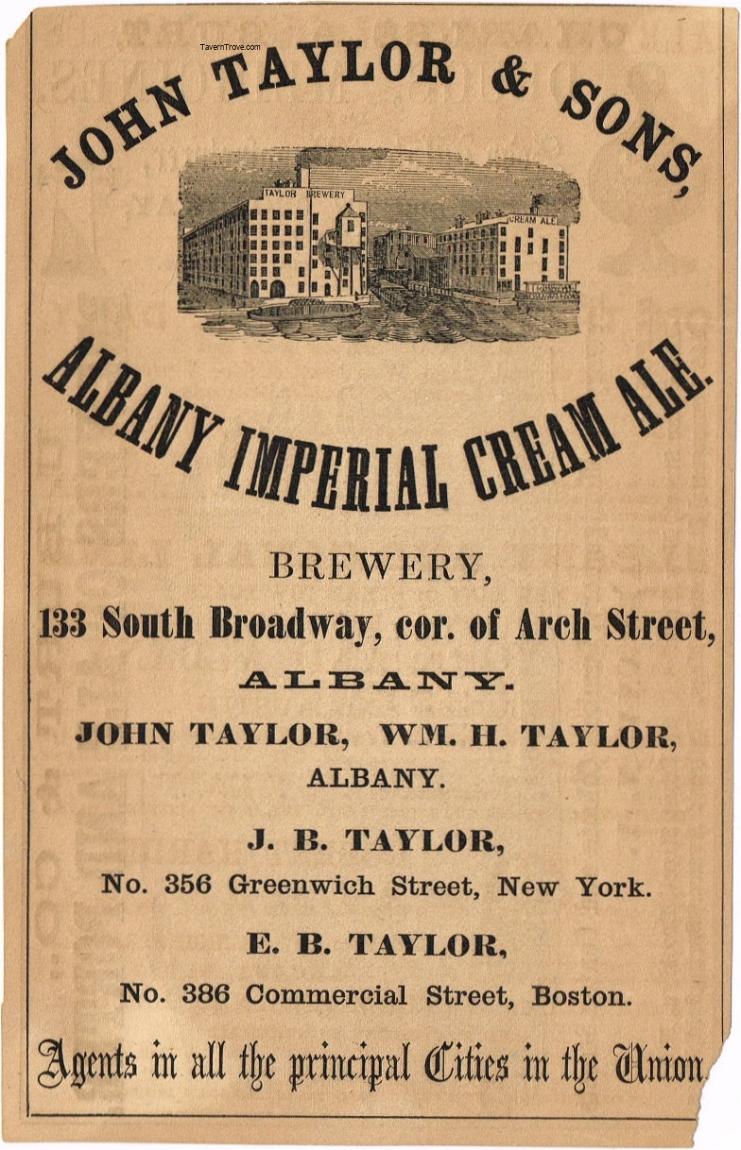 TavernTrove.com
JOHN TAYLOR & SONS,
TAYLOR BREWERY
CREAM ALE
ALBANY IMPERIAL CREAM ALE.
BREWERY,
133 South Broadway, cor. of Arch Street,
ALBANY.
JOHN TAYLOR, WM. H. TAYLOR,
ALBANY.
J. B. TAYLOR,
No. 356 Greenwich Street, New York.
E. B. TAYLOR,
No. 386 Commercial Street, Boston.
Agents in all the principal Cities in the Union.